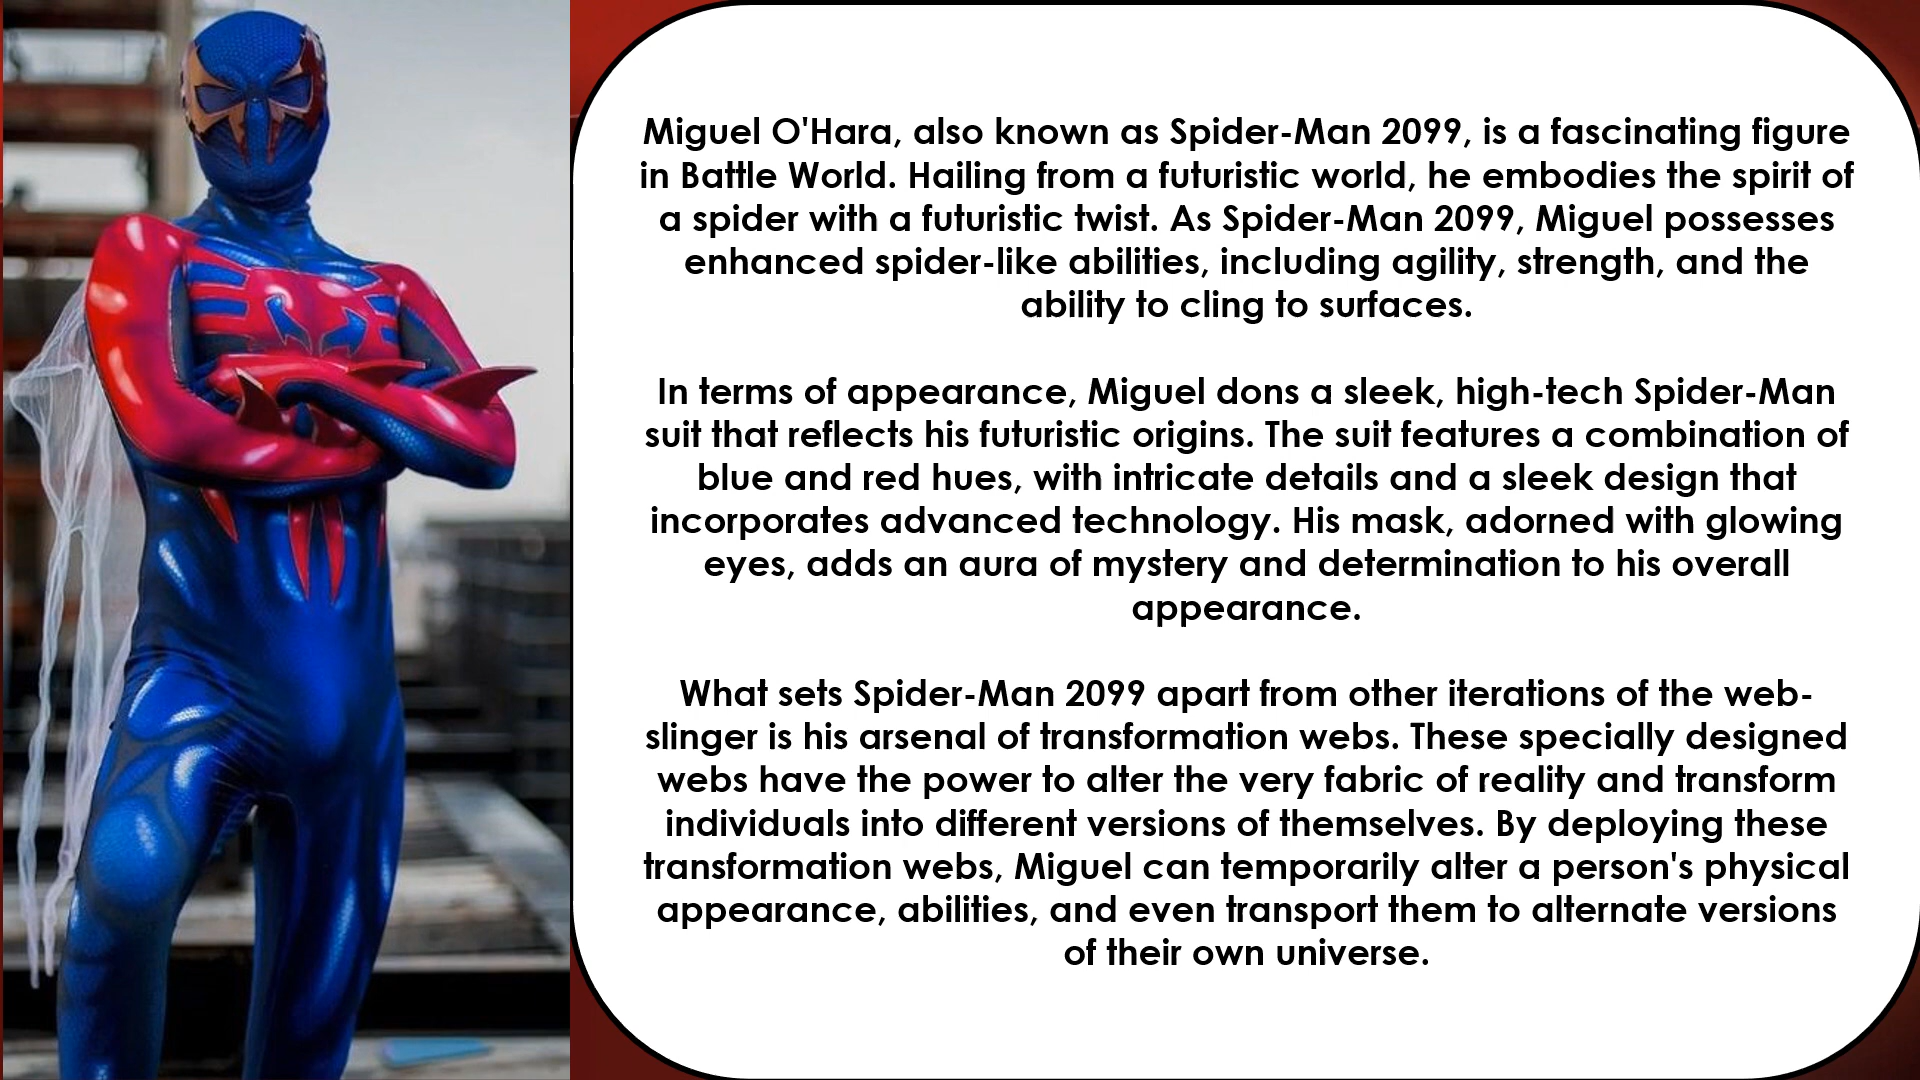 Miguel O'Hara, also known as Spider-Man 2099, is a fascinating figure
in Battle World. Hailing from a futuristic world, he embodies the spirit of
a spider with a futuristic twist. As Spider-Man 2099, Miguel possesses
enhanced spider-like abilities, including agility, strength, and the
ability to cling to surfaces.
In terms of appearance, Miguel dons a sleek, high-tech Spider-Man
suit that reflects his futuristic origins. The suit features a combination of
blue and red hues, with intricate details and a sleek design that
incorporates advanced technology. His mask, adorned with glowing
eyes, adds an aura of mystery and determination to his overall
appearance.
What sets Spider-Man 2099 apart from other iterations of the web-
slinger is his arsenal of transformation webs. These specially designed
webs have the power to alter the very fabric of reality and transform
individuals into different versions of themselves. By deploying these
transformation webs, Miguel can temporarily alter a person's physical
appearance, abilities, and even transport them to alternate versions
of their own universe.